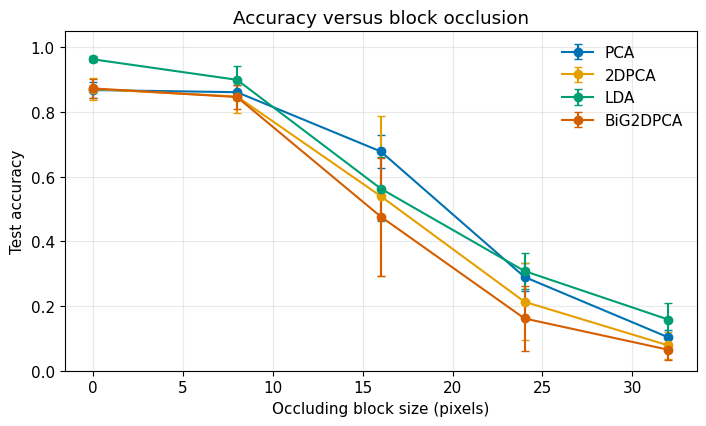 Accuracy versus block occlusion
1.0
0.8
0.6
0.4
0.2
0.0
Test accuracy
0 5 10 15 20 25 30
Occluding block size (pixels)
PCA
2DPCA
LDA
BiG2DPCA